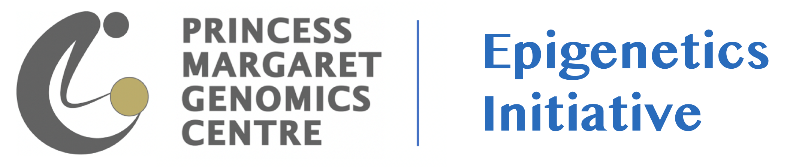 PRINCESS
MARGARET
GENOMICS
CENTRE
Epigenetics
Initiative